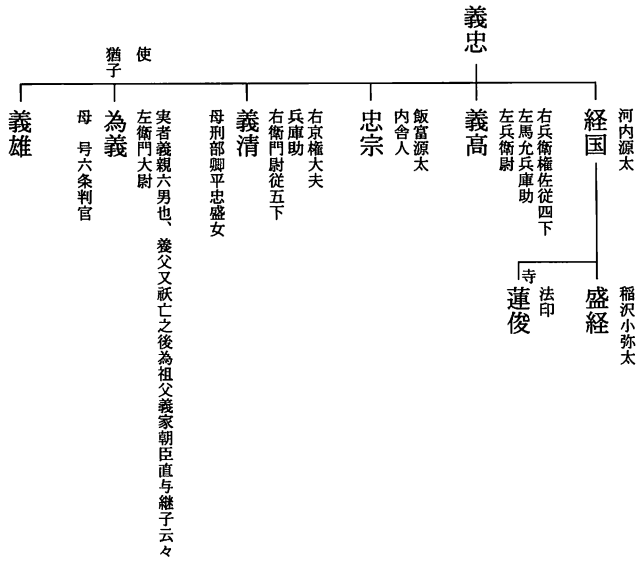 義忠
河内源太
経国
稲沢小弥太
盛経
法印
寺
蓮俊
右兵衛権佐従四下
左馬允兵庫助
左兵衛尉
義高
飯富源太
内舎人
忠宗
右京権大夫
兵庫助
右衛門尉従五下
義清
母刑部卿平忠盛女
使
猶子
実者義親六男也、養父又祇亡之後為祖父義家朝臣直与継子云々
左衛門大尉
為義
母　号六条判官
義雄